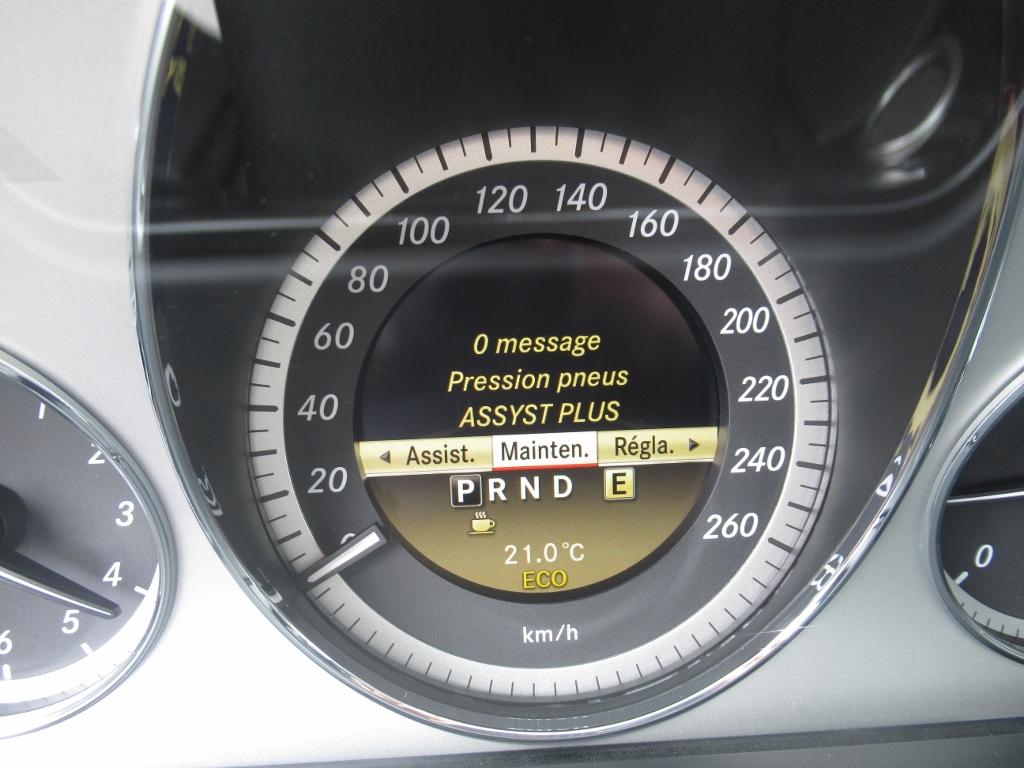 120 140
100 160
80 180
60 200
40 220
20 240
0 260
0 message
Pression pneus
ASSYST PLUS
Assist. Mainten. Régla.
P R N D E
21.0°C
ECO
km/h
1
2
3
4
5
6
0